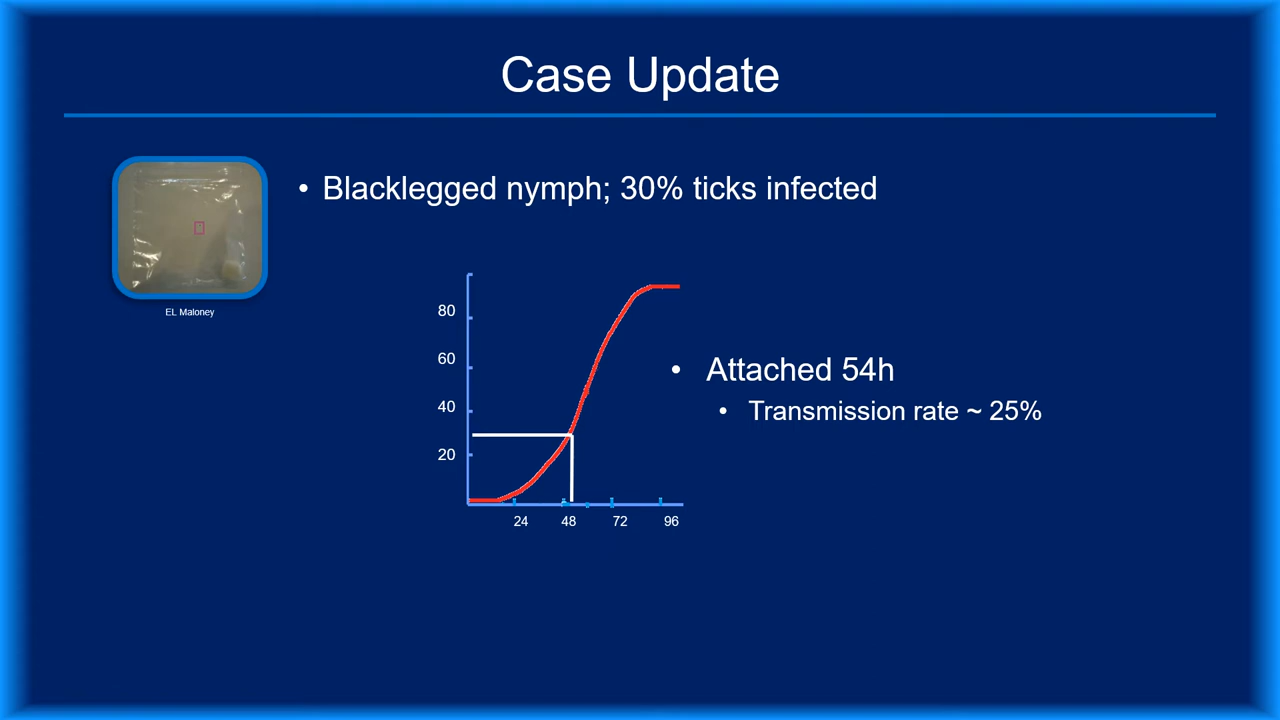 Case Update
• Blacklegged nymph; 30% ticks infected
EL Maloney
80
60
40
20
• Attached 54h
• Transmission rate ~ 25%
24 48 72 96